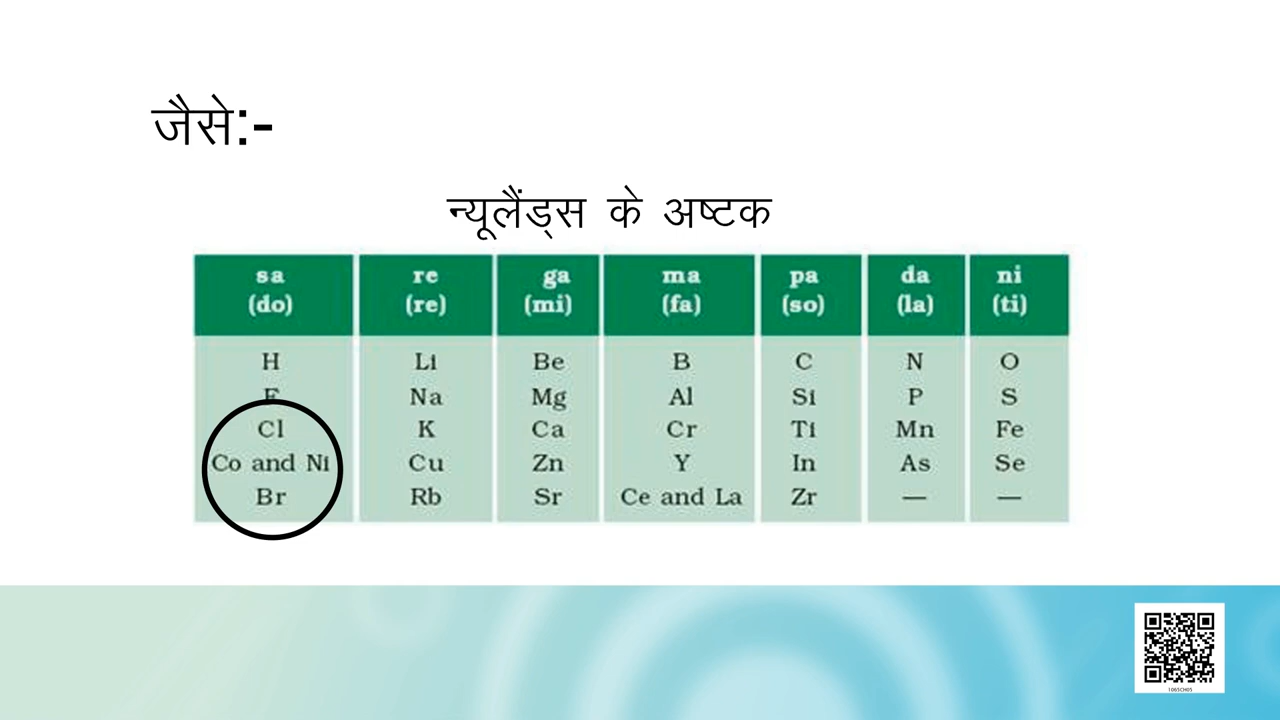 जैसे:-
न्यूलैंड्स के अष्टक
sa re ga ma pa da ni
(do) (re) (mi) (fa) (so) (la) (ti)
H Li Be B C N O
F Na Mg Al Si P S
Cl K Ca Cr Ti Mn Fe
Co and Ni Cu Zn Y In As Se
Br Rb Sr Ce and La Zr — —
1065CH05